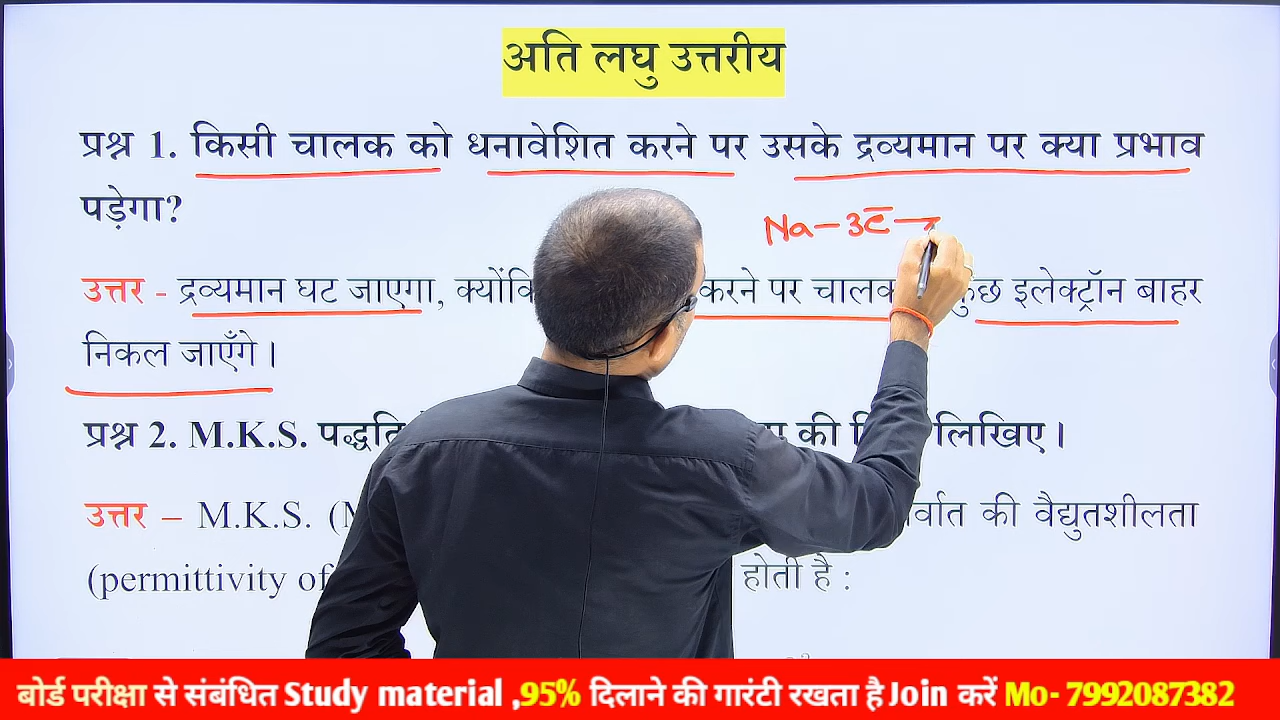 अति लघु उत्तरीय
प्रश्न 1. किसी चालक को धनावेशित करने पर उसके द्रव्यमान पर क्या प्रभाव
पड़ेगा?
Na-3e̅→
उत्तर - द्रव्यमान घट जाएगा, क्योंकि करने पर चालक कुछ इलेक्ट्रॉन बाहर
निकल जाएँगे।
प्रश्न 2. M.K.S. पद्धति की लिखिए।
उत्तर – M.K.S. की वैद्युतशीलता
(permittivity of होती है :
बोर्ड परीक्षा से संबंधित Study material ,95% दिलाने की गारंटी रखता है Join करें Mo- 7992087382